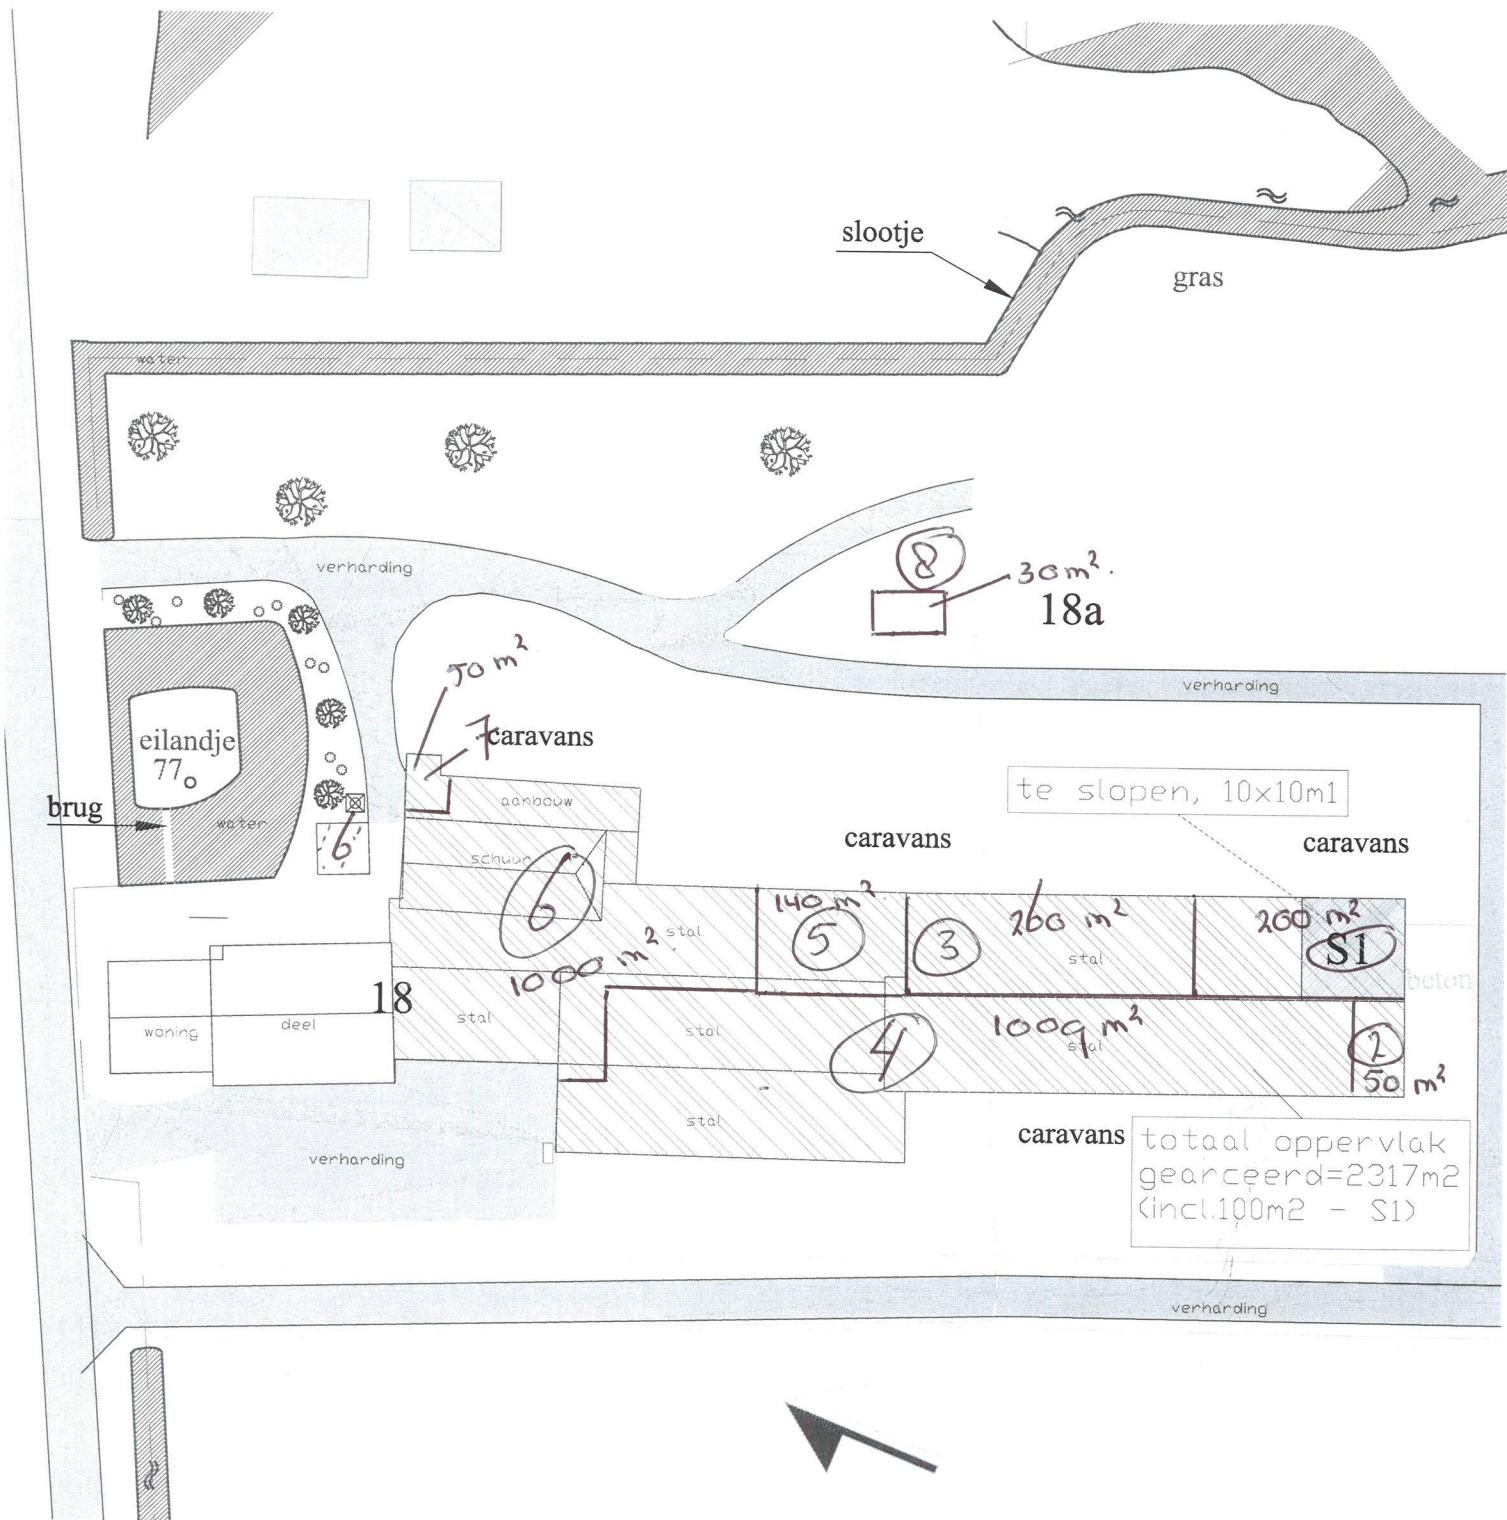 slootje
gras
water
verharding
8
30 m².
18a
50 m²
verharding
7
caravans
eilandje
77
te slopen, 10x10m1
aanbouw
brug
water
caravans
caravans
6
schuur
6
140 m²
260 m²
200 m²
stal
5
3
stal
S1
1000 m²
beton
18
woning
deel
stal
stal
4
1000 m²
stal
2
50 m²
stal
caravans
totaal oppervlak
gearceerd=2317m2
(incl.100m2 - S1)
verharding
verharding